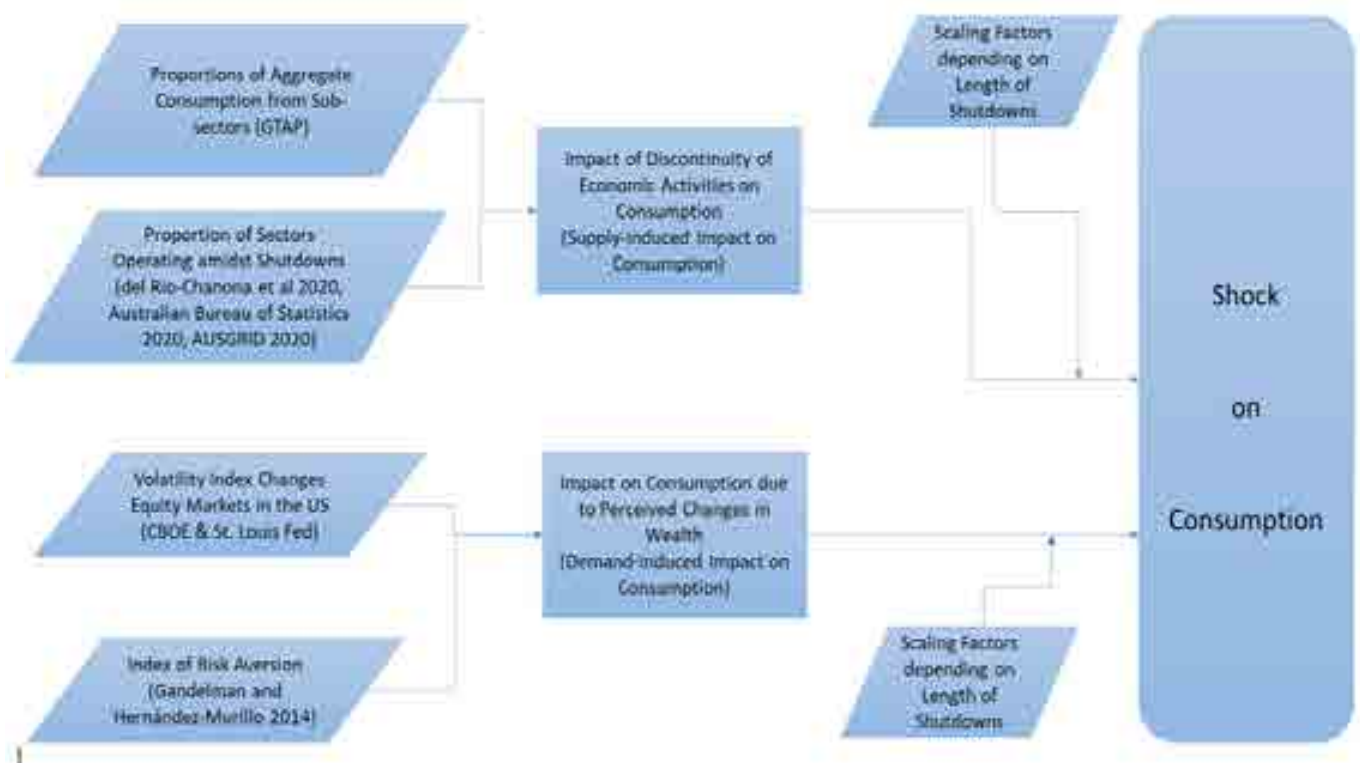 Proportions of Aggregate
Consumption from Sub-
sectors (GTAP)
Proportion of Sectors
Operating amidst Shutdowns
(del Rio-Chanona et al 2020,
Australian Bureau of Statistics
2020, AUSGRID 2020)
Impact of Discontinuity of
Economic Activities on
Consumption
(Supply-induced Impact on
Consumption)
Scaling Factors
depending on
Length of
Shutdowns
Volatility Index Changes
Equity Markets in the US
(CBOE & St. Louis Fed)
Index of Risk Aversion
(Gandelman and
Hernández-Murillo 2014)
Impact on Consumption due
to Perceived Changes in
Wealth
(Demand-induced Impact on
Consumption)
Scaling Factors
depending on
Length of
Shutdowns
Shock
on
Consumption